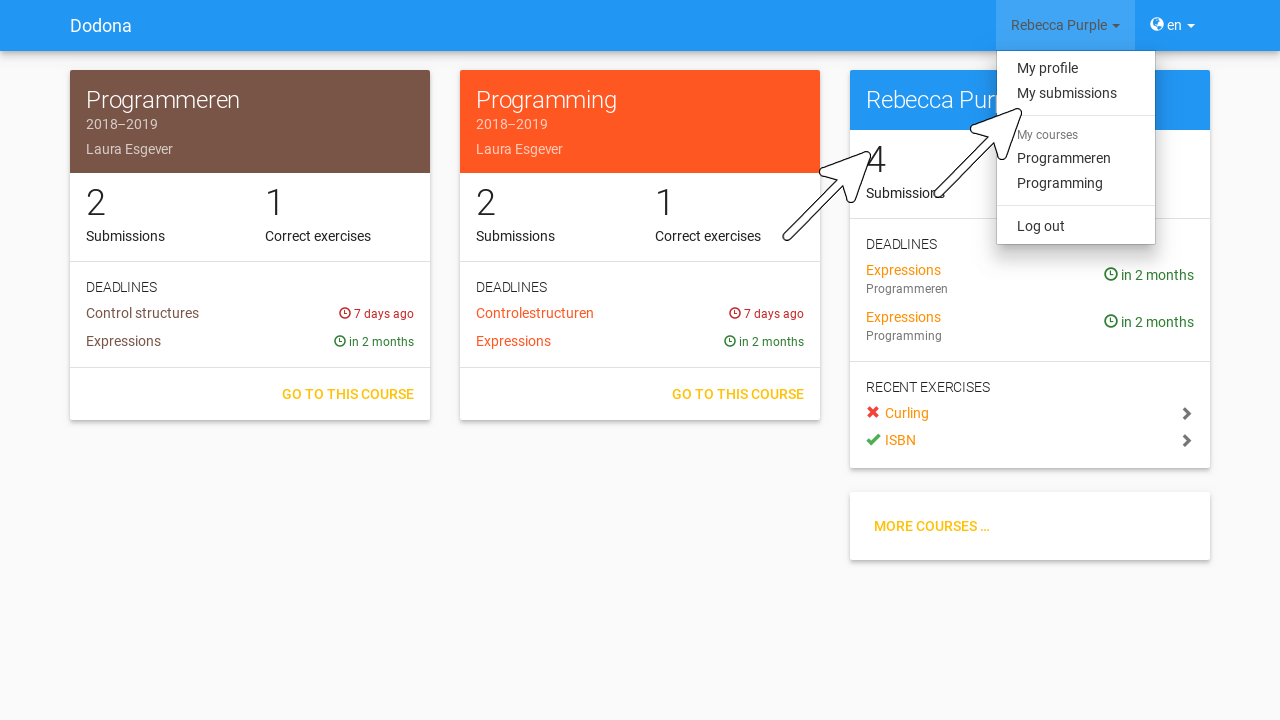 Dodona
Rebecca Purple
en
My profile
My submissions
My courses
Programmeren
Programming
Log out
Programmeren
2018–2019
Laura Esgever
2
Submissions
1
Correct exercises
DEADLINES
Control structures
7 days ago
Expressions
in 2 months
GO TO THIS COURSE
Programming
2018–2019
Laura Esgever
2
Submissions
1
Correct exercises
DEADLINES
Controlestructuren
7 days ago
Expressions
in 2 months
GO TO THIS COURSE
Rebecca Purp
4
Submissions
DEADLINES
Expressions
in 2 months
Programmeren
Expressions
in 2 months
Programming
RECENT EXERCISES
Curling
ISBN
MORE COURSES …